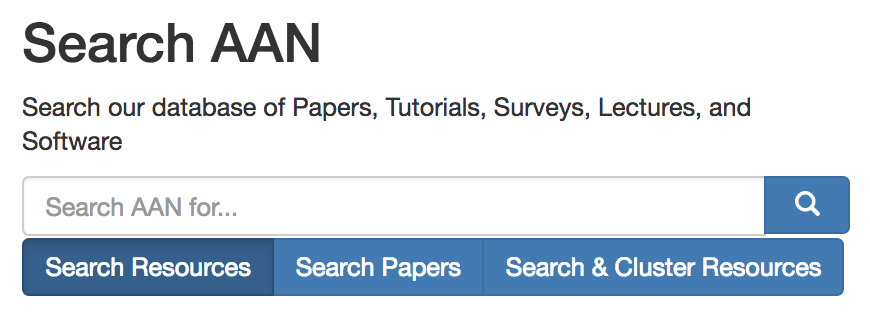 Search AAN
Search our database of Papers, Tutorials, Surveys, Lectures, and
Software
Search AAN for...
Search Resources Search Papers Search & Cluster Resources